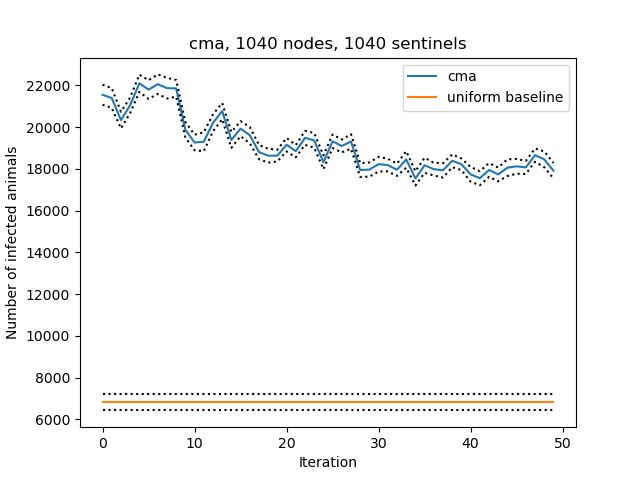 cma, 1040 nodes, 1040 sentinels
cma
uniform baseline
Number of infected animals
22000
20000
18000
16000
14000
12000
10000
8000
6000
0 10 20 30 40 50
Iteration